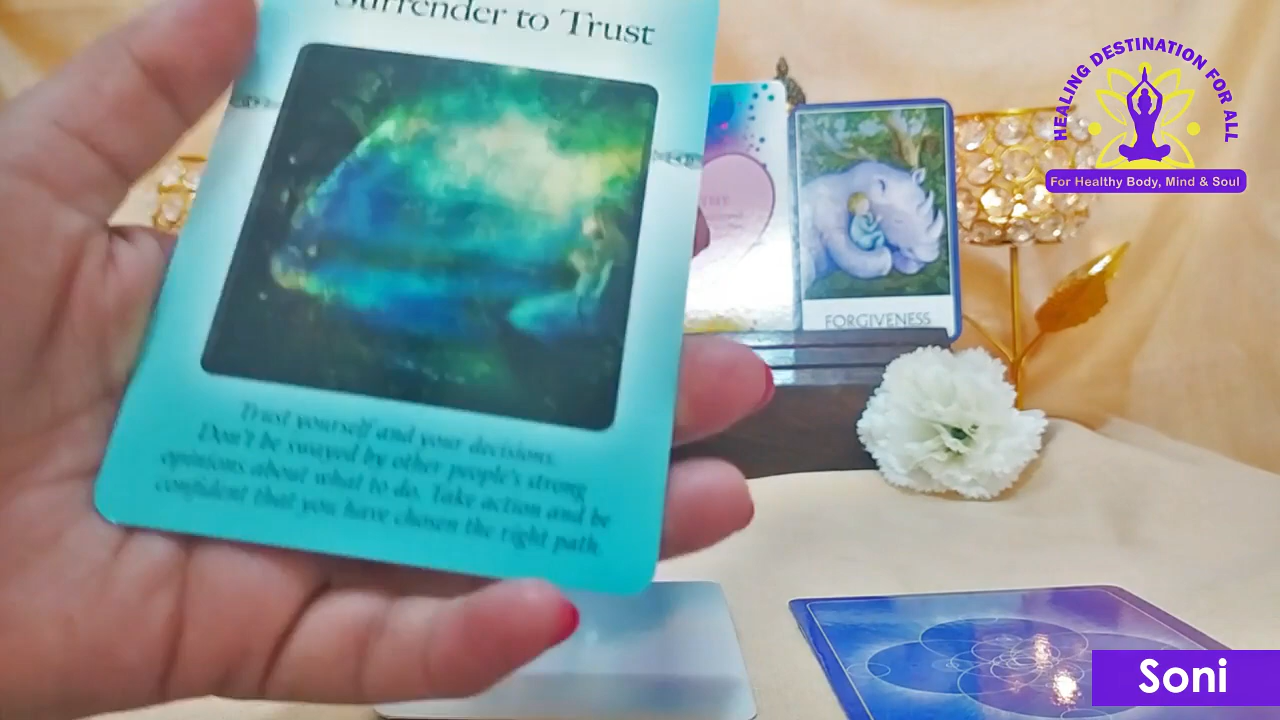 Surrender to Trust
Trust yourself and your decisions.
Don't be swayed by other people's strong
opinions about what to do. Take action and be
confident that you have chosen the right path.
FORGIVENESS
HEALING DESTINATION FOR ALL
For Healthy Body, Mind & Soul
Soni